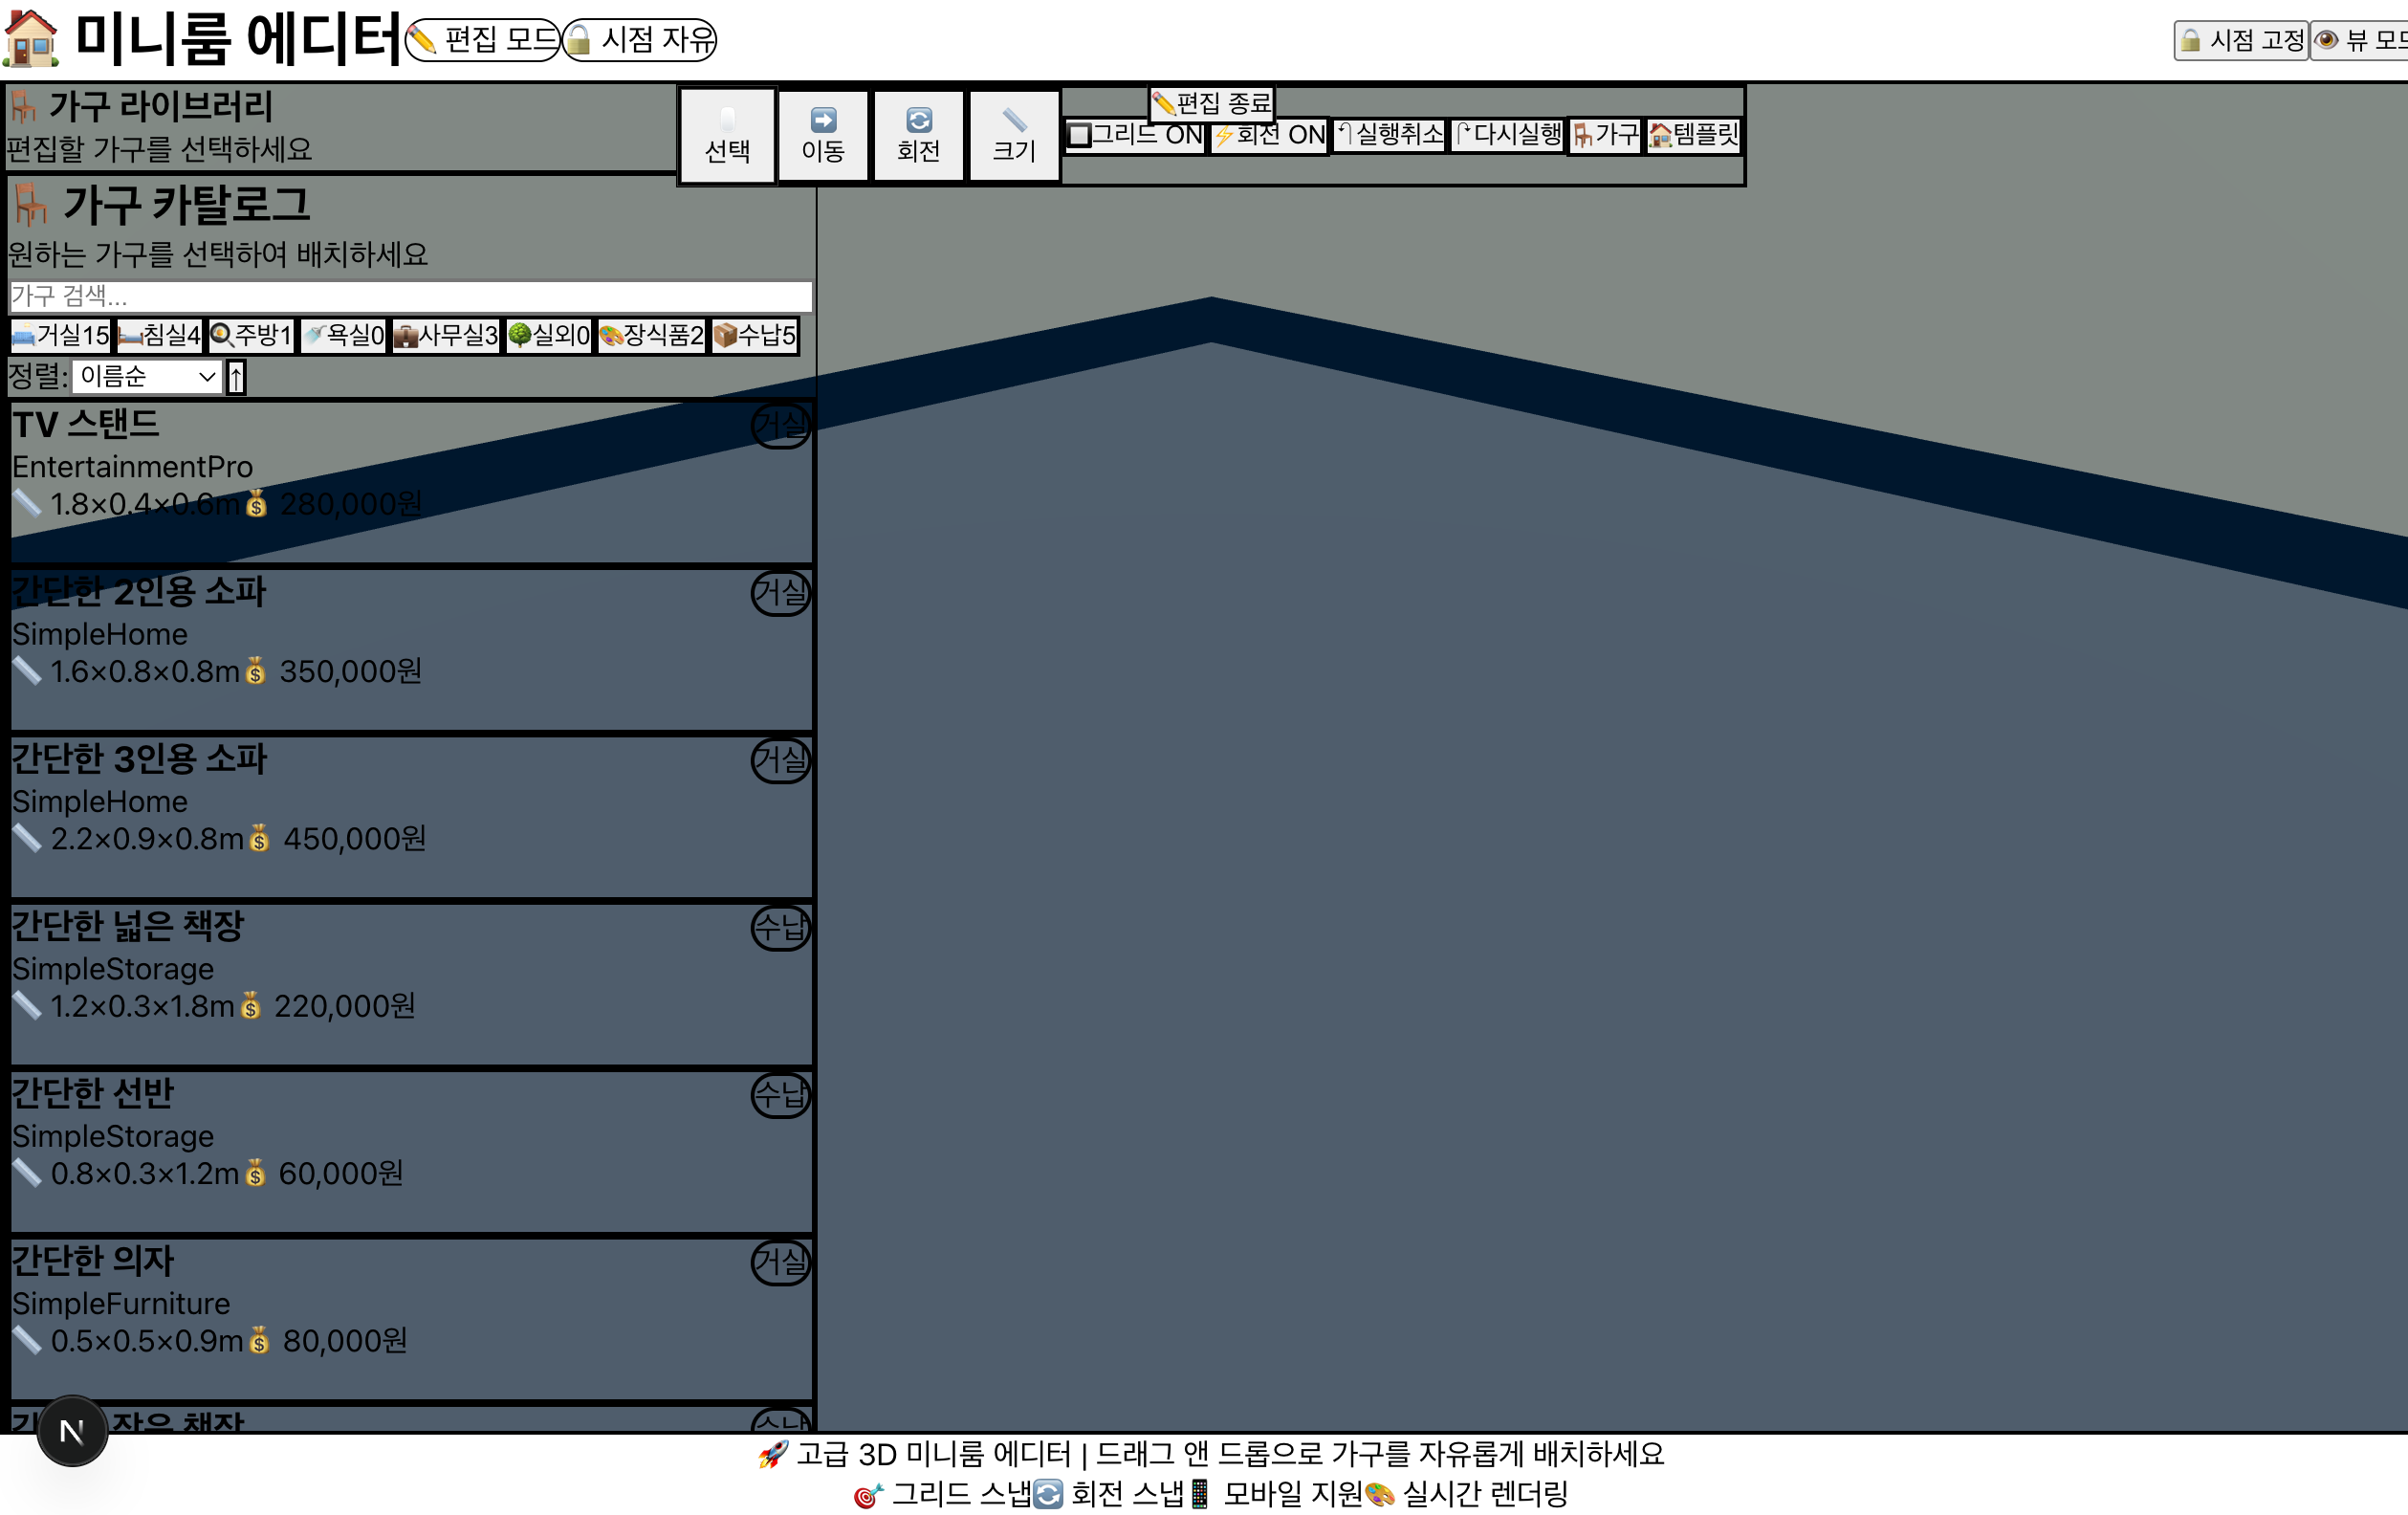 🏠 미니룸 에디터 ✏️ 편집 모드 🔓 시점 자유
🔒 시점 고정 👁️ 뷰 모드
🪑 가구 라이브러리
편집할 가구를 선택하세요
선택 ➡️ 이동 🔄 회전 📏 크기
✏️편집 종료
🔲그리드 ON ⚡회전 ON ↶실행취소 ↷다시실행 🪑가구 🏠템플릿
🪑 가구 카탈로그
원하는 가구를 선택하여 배치하세요
가구 검색...
🛋️거실15 🛏️침실4 🍳주방1 🚿욕실0 💼사무실3 🌳실외0 🎨장식품2 📦수납5
정렬: 이름순 ↑
TV 스탠드 거실
EntertainmentPro
📏 1.8×0.4×0.6m💰 280,000원
간단한 2인용 소파 거실
SimpleHome
📏 1.6×0.8×0.8m💰 350,000원
간단한 3인용 소파 거실
SimpleHome
📏 2.2×0.9×0.8m💰 450,000원
간단한 넓은 책장 수납
SimpleStorage
📏 1.2×0.3×1.8m💰 220,000원
간단한 선반 수납
SimpleStorage
📏 0.8×0.3×1.2m💰 60,000원
간단한 의자 거실
SimpleFurniture
📏 0.5×0.5×0.9m💰 80,000원
작은 책장 수납
N
🚀 고급 3D 미니룸 에디터 | 드래그 앤 드롭으로 가구를 자유롭게 배치하세요
🎯 그리드 스냅🔄 회전 스냅📱 모바일 지원🎨 실시간 렌더링